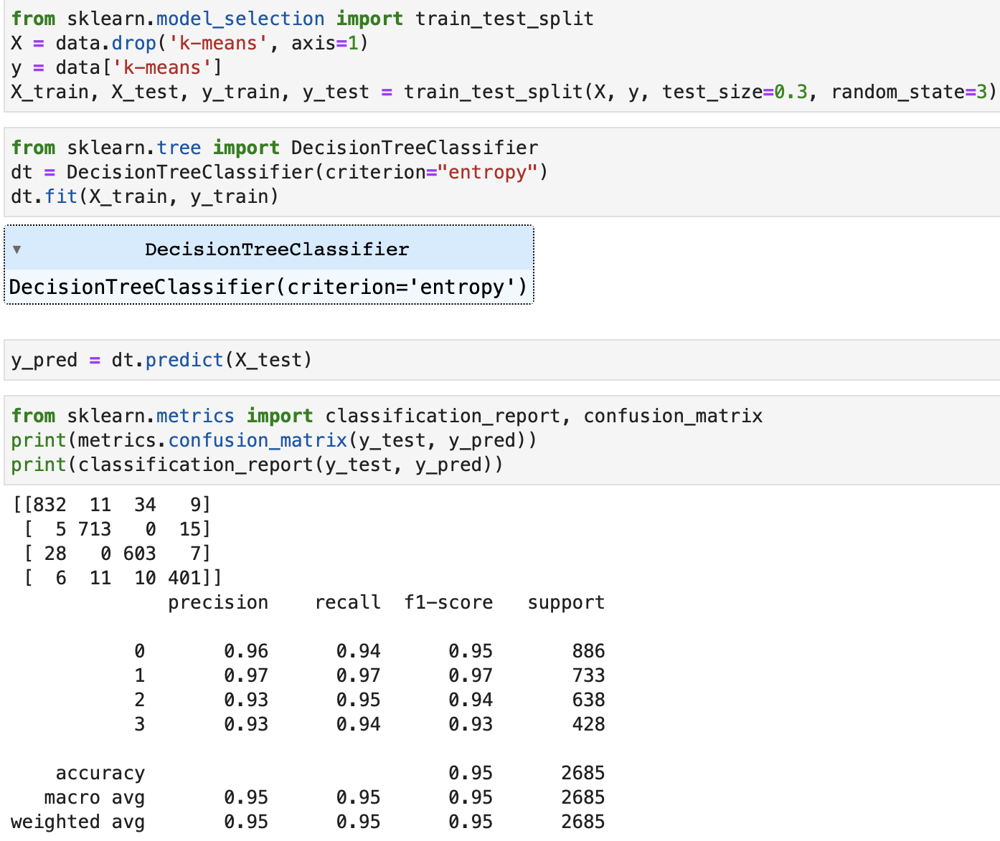 from sklearn.model_selection import train_test_split
X = data.drop('k-means', axis=1)
y = data['k-means']
X_train, X_test, y_train, y_test = train_test_split(X, y, test_size=0.3, random_state=3)
from sklearn.tree import DecisionTreeClassifier
dt = DecisionTreeClassifier(criterion="entropy")
dt.fit(X_train, y_train)
▾ DecisionTreeClassifier
DecisionTreeClassifier(criterion='entropy')
y_pred = dt.predict(X_test)
from sklearn.metrics import classification_report, confusion_matrix
print(metrics.confusion_matrix(y_test, y_pred))
print(classification_report(y_test, y_pred))
[[832  11  34   9]
 [  5 713   0  15]
 [ 28   0 603   7]
 [  6  11  10 401]]
              precision    recall  f1-score   support
           0       0.96      0.94      0.95       886
           1       0.97      0.97      0.97       733
           2       0.93      0.95      0.94       638
           3       0.93      0.94      0.93       428
    accuracy                           0.95      2685
   macro avg       0.95      0.95      0.95      2685
weighted avg       0.95      0.95      0.95      2685